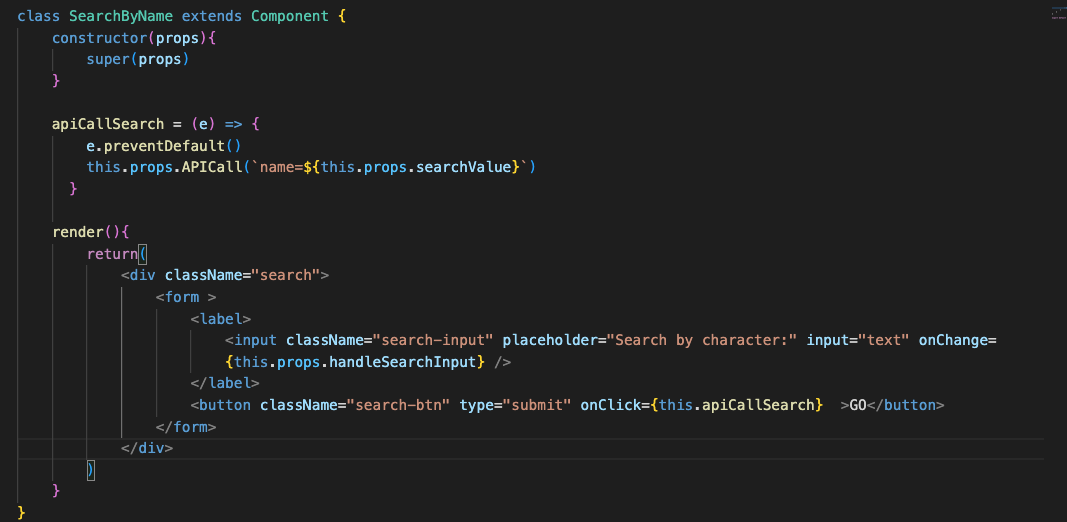 class SearchByName extends Component {
    constructor(props){
        super(props)
    }

    apiCallSearch = (e) => {
        e.preventDefault()
        this.props.APICall(`name=${this.props.searchValue}`)
      }

    render(){
        return(
            <div className="search">
                <form >
                    <label>
                        <input className="search-input" placeholder="Search by character:" input="text" onChange=
                        {this.props.handleSearchInput} />
                    </label>
                    <button className="search-btn" type="submit" onClick={this.apiCallSearch}  >GO</button>
                </form>
            </div>
        )
    }
}